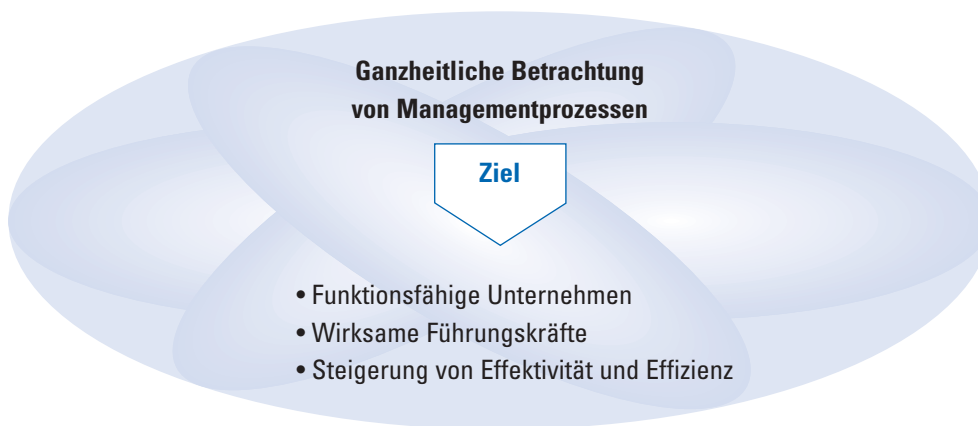 Ganzheitliche Betrachtung
von Managementprozessen
Ziel
• Funktionsfähige Unternehmen
• Wirksame Führungskräfte
• Steigerung von Effektivität und Effizienz